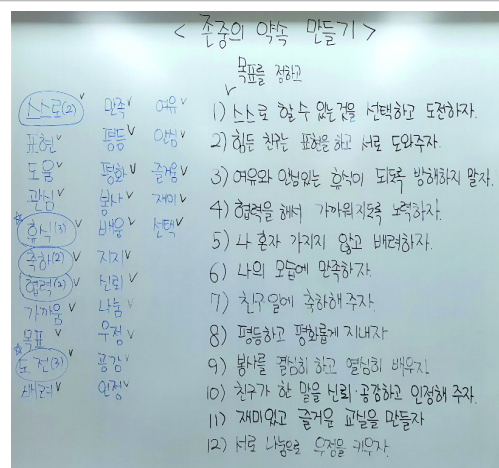 < 존중의 약속 만들기 >
목표를 정하고
스스로(2) 만족 여유
표현 평등 안심
도움 평화 즐거움
관심 봉사 재미
휴식(3) 배움 선택
축하(2) 지지
협력(2) 신뢰
가까움 나눔
목표 우정
도전(3) 공감
배려 인정
1) 스스로 할 수 있는 것을 선택하고 도전하자.
2) 힘든 친구는 표현을 하고 서로 도와주자.
3) 여유와 안심있는 휴식이 되도록 방해하지 말자.
4) 협력을 해서 가까워지도록 노력하자.
5) 나 혼자 가지지 않고 배려하자.
6) 나의 모습에 만족하자.
7) 친구 일에 축하해 주자.
8) 평등하고 평화롭게 지내자
9) 봉사를 열심히 하고 열심히 배우자.
10) 친구가 한 말을 신뢰·공감하고 인정해 주자.
11) 재미있고 즐거운 교실을 만들자
12) 서로 나눔으로 우정을 키우자.